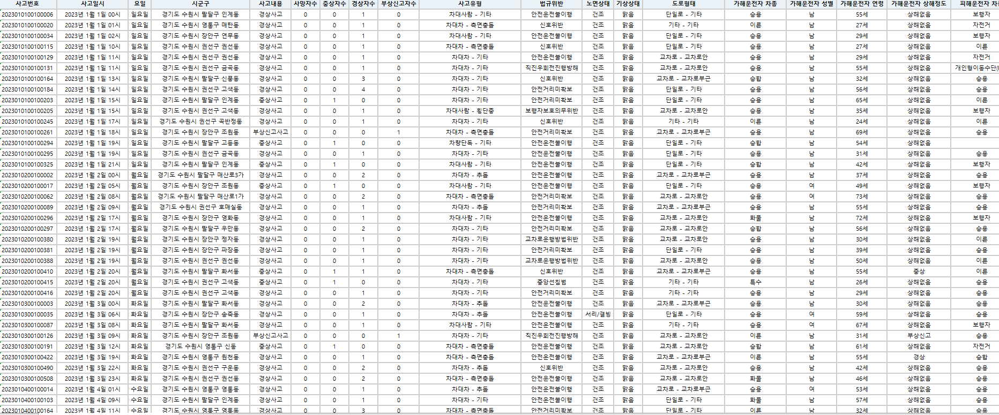 사고번호 사고일시 요일 시군구 사고내용 사망자수 중상자수 경상자수 부상신고자수 사고유형 법규위반 노면상태 기상상태 도로형태 가해운전자 차종 가해운전자 성별 가해운전자 연령 가해운전자 상해정도 피해운전자 차종
2023010100100006 2023년 1월 1일 00시 일요일 경기도 수원시 팔달구 인계동 경상사고 0 0 1 0 차대사람 - 기타 안전운전불이행 건조 맑음 단일로 - 기타 승용 남 55세 상해없음 보행자
2023010100100020 2023년 1월 1일 01시 일요일 경기도 수원시 영통구 매탄동 경상사고 0 0 1 0 차대차 - 측면충돌 신호위반 건조 맑음 기타 - 기타 이륜 남 27세 상해없음 자전거
2023010100100034 2023년 1월 1일 02시 일요일 경기도 수원시 장안구 연무동 경상사고 0 0 1 0 차대사람 - 기타 안전운전불이행 건조 맑음 단일로 - 기타 승용 남 29세 상해없음 보행자
2023010100100115 2023년 1월 1일 10시 일요일 경기도 수원시 권선구 권선동 경상사고 0 0 1 0 차대차 - 측면충돌 신호위반 건조 맑음 단일로 - 기타 승용 남 27세 상해없음 이륜
2023010100100129 2023년 1월 1일 11시 일요일 경기도 수원시 권선구 권선동 경상사고 0 0 1 0 차대차 - 기타 안전운전불이행 건조 맑음 교차로 - 교차로안 승용 남 29세 상해없음 자전거
2023010100100131 2023년 1월 1일 11시 일요일 경기도 수원시 권선구 금곡동 경상사고 0 0 1 0 차대차 - 기타 직진우회전진행방해 건조 맑음 교차로 - 교차로안 승용 남 55세 상해없음 개인형이동수단(
2023010100100164 2023년 1월 1일 13시 일요일 경기도 수원시 팔달구 신풍동 경상사고 0 0 3 0 차대차 - 기타 신호위반 건조 맑음 교차로 - 교차로부근 승합 남 32세 상해없음 승용
2023010100100184 2023년 1월 1일 14시 일요일 경기도 수원시 권선구 고색동 경상사고 0 0 4 0 차대차 - 기타 안전거리미확보 건조 맑음 단일로 - 기타 승용 남 56세 상해없음 승용
2023010100100203 2023년 1월 1일 15시 일요일 경기도 수원시 팔달구 인계동 중상사고 0 1 0 0 차대차 - 기타 안전거리미확보 건조 맑음 단일로 - 기타 승용 남 65세 상해없음 이륜
2023010100100205 2023년 1월 1일 15시 일요일 경기도 수원시 권선구 고색동 경상사고 0 0 1 0 차대사람 - 횡단중 보행자보호의무위반 건조 맑음 교차로 - 교차로안 승용 남 35세 상해없음 보행자
2023010100100245 2023년 1월 1일 17시 일요일 경기도 수원시 권선구 곡반정동 경상사고 0 0 1 0 차대차 - 기타 신호위반 건조 맑음 기타 - 기타 이륜 남 24세 상해없음 이륜
2023010100100261 2023년 1월 1일 18시 일요일 경기도 수원시 장안구 조원동 부상신고사고 0 0 0 1 차대차 - 측면충돌 안전거리미확보 건조 맑음 교차로 - 교차로부근 승용 남 69세 상해없음 승용
2023010100100294 2023년 1월 1일 19시 일요일 경기도 수원시 팔달구 고등동 중상사고 0 1 0 0 차량단독 - 기타 안전운전불이행 건조 맑음 단일로 - 기타 승합 남 54세 상해없음
2023010100100295 2023년 1월 1일 19시 일요일 경기도 수원시 권선구 금곡동 경상사고 0 0 1 0 차대차 - 기타 안전운전불이행 건조 맑음 단일로 - 기타 승용 남 31세 상해없음 승용
2023010100100325 2023년 1월 1일 21시 일요일 경기도 수원시 팔달구 인계동 중상사고 0 1 0 0 차대사람 - 기타 안전운전불이행 건조 맑음 단일로 - 기타 승합 남 42세 상해없음 보행자
2023010200100002 2023년 1월 2일 00시 월요일 경기도 수원시 팔달구 매산로3가 경상사고 0 0 2 0 차대차 - 추돌 안전운전불이행 건조 맑음 교차로 - 교차로부근 승용 남 37세 상해없음 승용
2023010200100017 2023년 1월 2일 05시 월요일 경기도 수원시 장안구 조원동 중상사고 0 1 0 0 차대사람 - 기타 안전운전불이행 건조 맑음 단일로 - 기타 승용 여 49세 상해없음 보행자
2023010200100062 2023년 1월 2일 08시 월요일 경기도 수원시 팔달구 매산로1가 경상사고 0 0 2 0 차대차 - 측면충돌 안전거리미확보 건조 맑음 교차로 - 교차로안 승용 여 73세 상해없음 승용
2023010200100089 2023년 1월 2일 09시 월요일 경기도 수원시 권선구 호매실동 경상사고 0 0 1 0 차대차 - 추돌 안전거리미확보 건조 맑음 교차로 - 교차로부근 승용 남 55세 상해없음 승용
2023010200100296 2023년 1월 2일 17시 월요일 경기도 수원시 장안구 영화동 경상사고 0 0 1 0 차대사람 - 기타 안전운전불이행 건조 맑음 교차로 - 교차로안 화물 남 72세 상해없음 보행자
2023010200100297 2023년 1월 2일 17시 월요일 경기도 수원시 팔달구 우만동 경상사고 0 0 2 0 차대차 - 기타 안전거리미확보 건조 맑음 교차로 - 교차로안 승합 남 56세 상해없음 승용
2023010200100380 2023년 1월 2일 19시 월요일 경기도 수원시 장안구 정자동 경상사고 0 0 1 0 차대차 - 기타 교차로운행방법위반 건조 맑음 교차로 - 교차로안 승용 남 30세 상해없음 이륜
2023010200100381 2023년 1월 2일 19시 월요일 경기도 수원시 장안구 파장동 경상사고 0 0 1 0 차대차 - 기타 안전거리미확보 건조 맑음 단일로 - 기타 승용 남 39세 상해없음 승용
2023010200100388 2023년 1월 2일 19시 월요일 경기도 수원시 권선구 권선동 경상사고 0 0 1 0 차대차 - 기타 교차로운행방법위반 건조 맑음 교차로 - 교차로안 승용 남 50세 상해없음 이륜
2023010200100410 2023년 1월 2일 20시 월요일 경기도 수원시 팔달구 화서동 중상사고 0 1 1 0 차대차 - 측면충돌 신호위반 건조 맑음 교차로 - 교차로부근 승용 남 55세 중상 이륜
2023010200100415 2023년 1월 2일 20시 월요일 경기도 수원시 권선구 고색동 중상사고 0 1 0 0 차대차 - 기타 중앙선침범 건조 맑음 기타 - 기타 특수 남 26세 상해없음 승용
2023010200100416 2023년 1월 2일 20시 월요일 경기도 수원시 권선구 고색동 경상사고 0 0 1 0 차대차 - 기타 안전거리미확보 건조 맑음 기타 - 기타 승용 남 29세 상해없음 승용
2023010300100003 2023년 1월 3일 00시 화요일 경기도 수원시 팔달구 화서동 경상사고 0 0 2 0 차대차 - 추돌 안전운전불이행 건조 맑음 교차로 - 교차로부근 승용 남 30세 상해없음 승용
2023010300100035 2023년 1월 3일 06시 화요일 경기도 수원시 장안구 송죽동 경상사고 0 0 1 0 차대차 - 추돌 안전운전불이행 서리/결빙 맑음 단일로 - 기타 승용 여 59세 상해없음 승용
2023010300100087 2023년 1월 3일 08시 화요일 경기도 수원시 팔달구 화서동 경상사고 0 0 1 0 차대사람 - 기타 안전운전불이행 건조 맑음 기타 - 기타 승용 여 67세 상해없음 보행자
2023010300100126 2023년 1월 3일 09시 화요일 경기도 수원시 장안구 조원동 부상신고사고 0 0 0 1 차대차 - 기타 직진우회전진행방해 건조 맑음 교차로 - 교차로안 이륜 남 31세 부상신고 승용
2023010300100191 2023년 1월 3일 12시 화요일 경기도 수원시 영통구 신동 중상사고 0 1 0 0 차대차 - 측면충돌 안전운전불이행 건조 맑음 교차로 - 교차로안 승합 남 61세 상해없음 자전거
2023010300100422 2023년 1월 3일 19시 화요일 경기도 수원시 영통구 원천동 경상사고 0 0 1 0 차대차 - 측면충돌 안전운전불이행 건조 맑음 교차로 - 교차로부근 이륜 남 55세 경상 승합
2023010300100490 2023년 1월 3일 22시 화요일 경기도 수원시 권선구 구운동 경상사고 0 0 2 0 차대차 - 추돌 신호위반 건조 맑음 교차로 - 교차로안 승용 남 42세 상해없음 승용
2023010300100508 2023년 1월 3일 23시 화요일 경기도 수원시 권선구 권선동 경상사고 0 0 2 0 차대차 - 측면충돌 안전운전불이행 건조 맑음 교차로 - 교차로안 화물 남 46세 상해없음 승용
2023010400100014 2023년 1월 4일 01시 수요일 경기도 수원시 영통구 영통동 경상사고 0 0 1 0 차대차 - 추돌 안전운전불이행 건조 맑음 교차로 - 교차로부근 승용 여 53세 상해없음 승용
2023010400100103 2023년 1월 4일 09시 수요일 경기도 수원시 팔달구 인계동 경상사고 0 0 1 0 차대차 - 기타 안전운전불이행 건조 맑음 단일로 - 기타 화물 남 57세 상해없음 승용
2023010400100164 2023년 1월 4일 11시 수요일 경기도 수원시 영통구 영통동 경상사고 0 0 3 0 차대차 - 측면충돌 안전거리미확보 건조 맑음 교차로 - 교차로안 이륜 남 32세 상해없음 승용